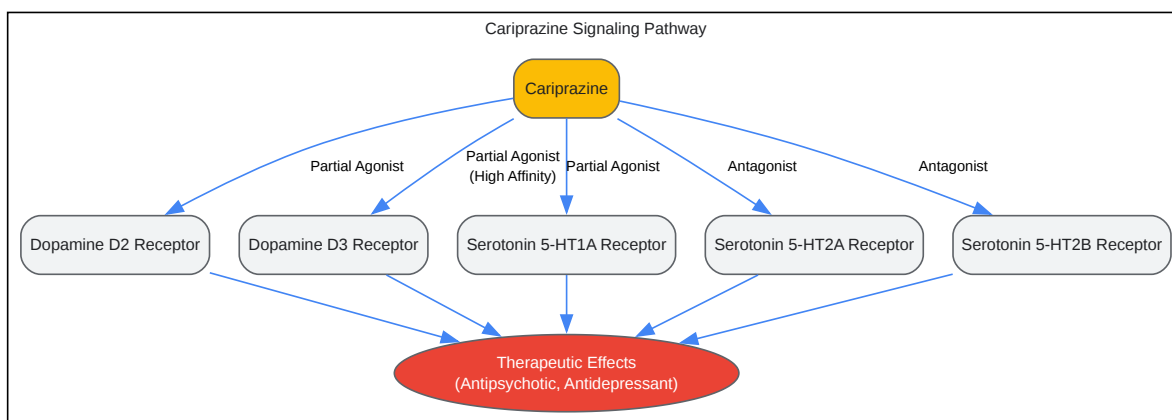 Cariprazine Signaling Pathway
Cariprazine
Partial Agonist
Partial Agonist
(High Affinity)
Partial Agonist
Antagonist
Antagonist
Dopamine D2 Receptor
Dopamine D3 Receptor
Serotonin 5-HT1A Receptor
Serotonin 5-HT2A Receptor
Serotonin 5-HT2B Receptor
Therapeutic Effects
(Antipsychotic, Antidepressant)